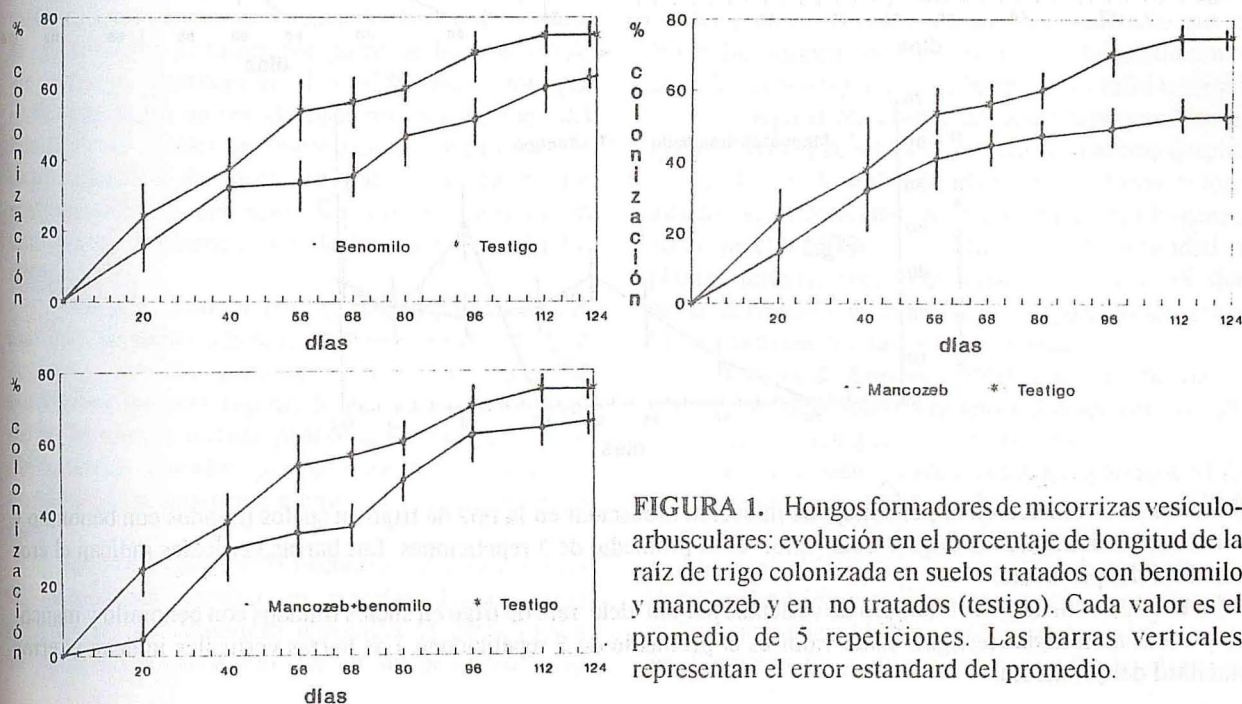 80
60
40
20
0
% colonización
· Benomilo * Testigo
20 40 66 68 80 96 112 124
días
80
60
40
20
0
% colonización
20 40 66 68 80 96 112 124
días
·· Mancozeb * Testigo
80
60
40
20
0
% colonización
Mancozeb+benomilo * Testigo
20 40 66 68 80 96 112 124
días
FIGURA 1. Hongos formadores de micorrizas vesículo-
arbusculares: evolución en el porcentaje de longitud de la
raíz de trigo colonizada en suelos tratados con benomilo
y mancozeb y en no tratados (testigo). Cada valor es el
promedio de 5 repeticiones. Las barras verticales
representan el error estandard del promedio.